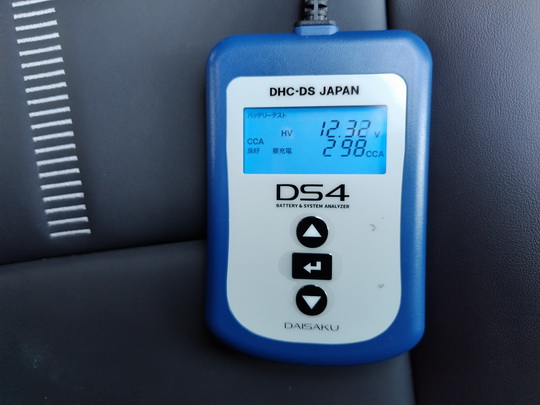 DHC-DS JAPAN
バッテリーテスト
HV 12.32 V
CCA 298 CCA
良好 要充電
DS4
BATTERY & SYSTEM ANALYZER
DAISAKU